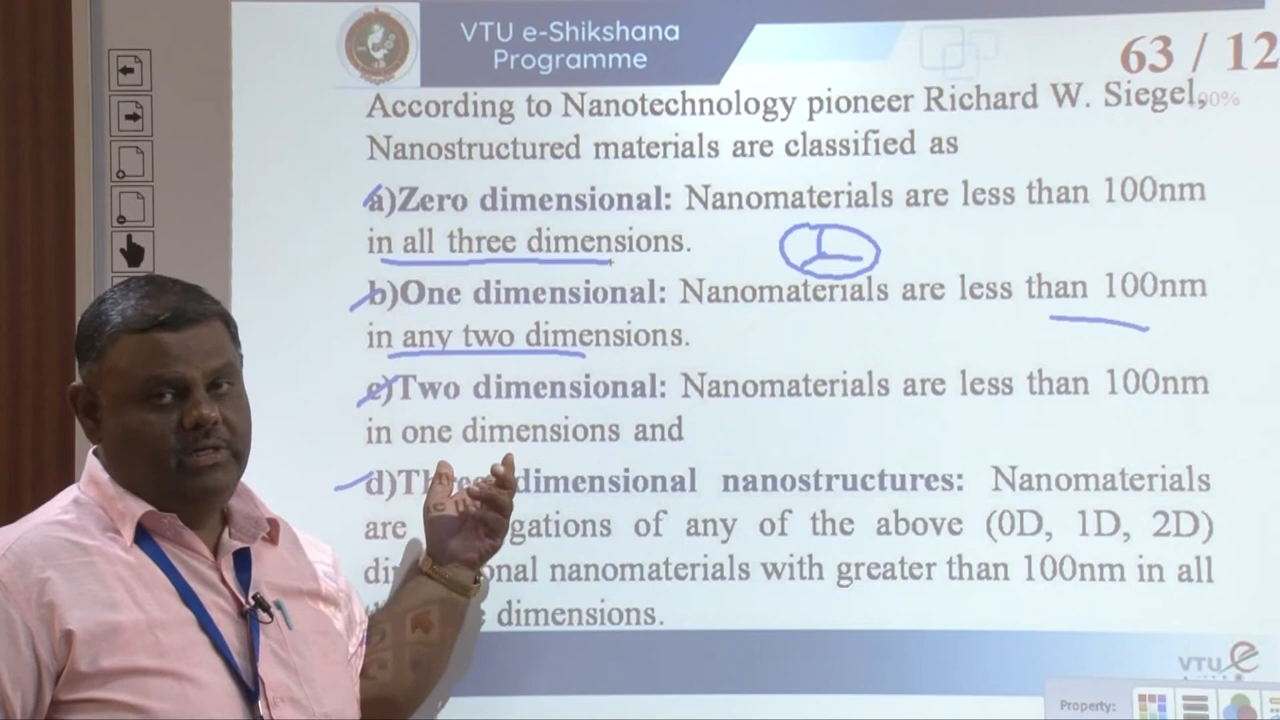 VTU e-Shikshana
Programme
63 / 12
According to Nanotechnology pioneer Richard W. Siegel,
Nanostructured materials are classified as
a)Zero dimensional: Nanomaterials are less than 100nm
in all three dimensions.
b)One dimensional: Nanomaterials are less than 100nm
in any two dimensions.
c)Two dimensional: Nanomaterials are less than 100nm
in one dimensions and
d)Three dimensional nanostructures: Nanomaterials
are gations of any of the above (0D, 1D, 2D)
onal nanomaterials with greater than 100nm in all
dimensions.
VTU e
Property: